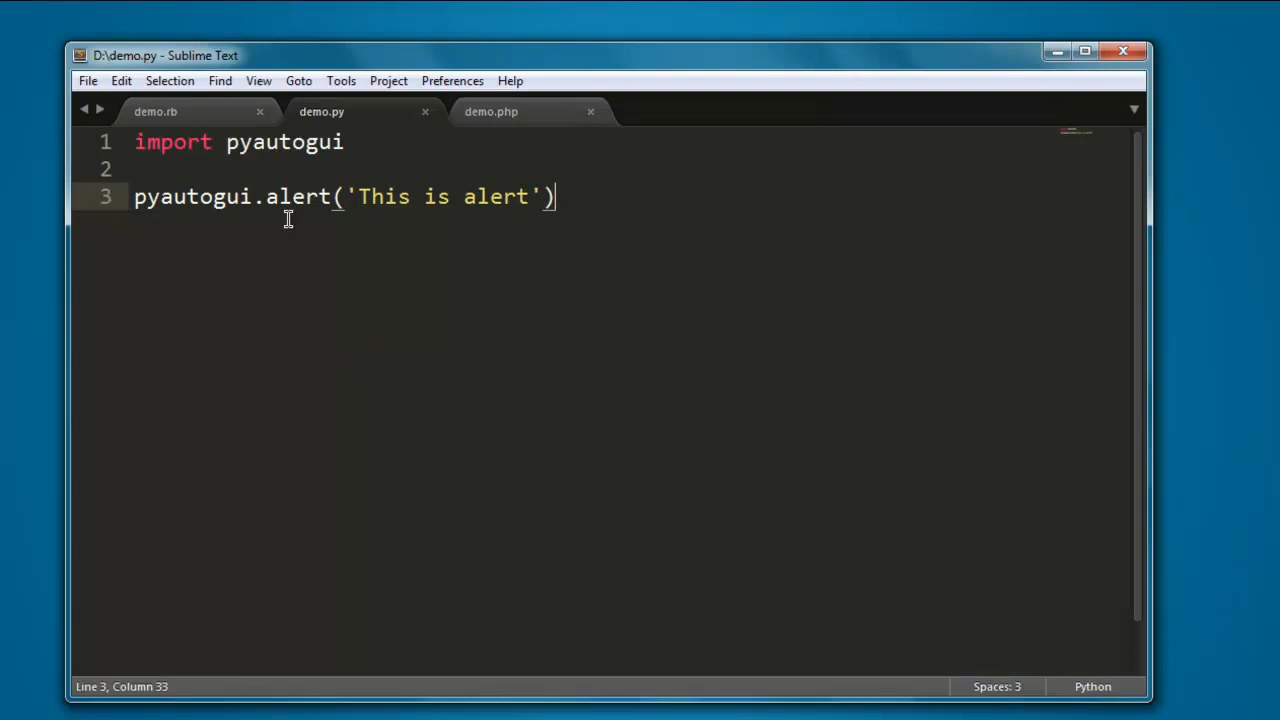 D:\demo.py - Sublime Text
File Edit Selection Find View Goto Tools Project Preferences Help
demo.rb demo.py demo.php
1 import pyautogui
2
3 pyautogui.alert('This is alert')
Line 3, Column 33 Spaces: 3 Python